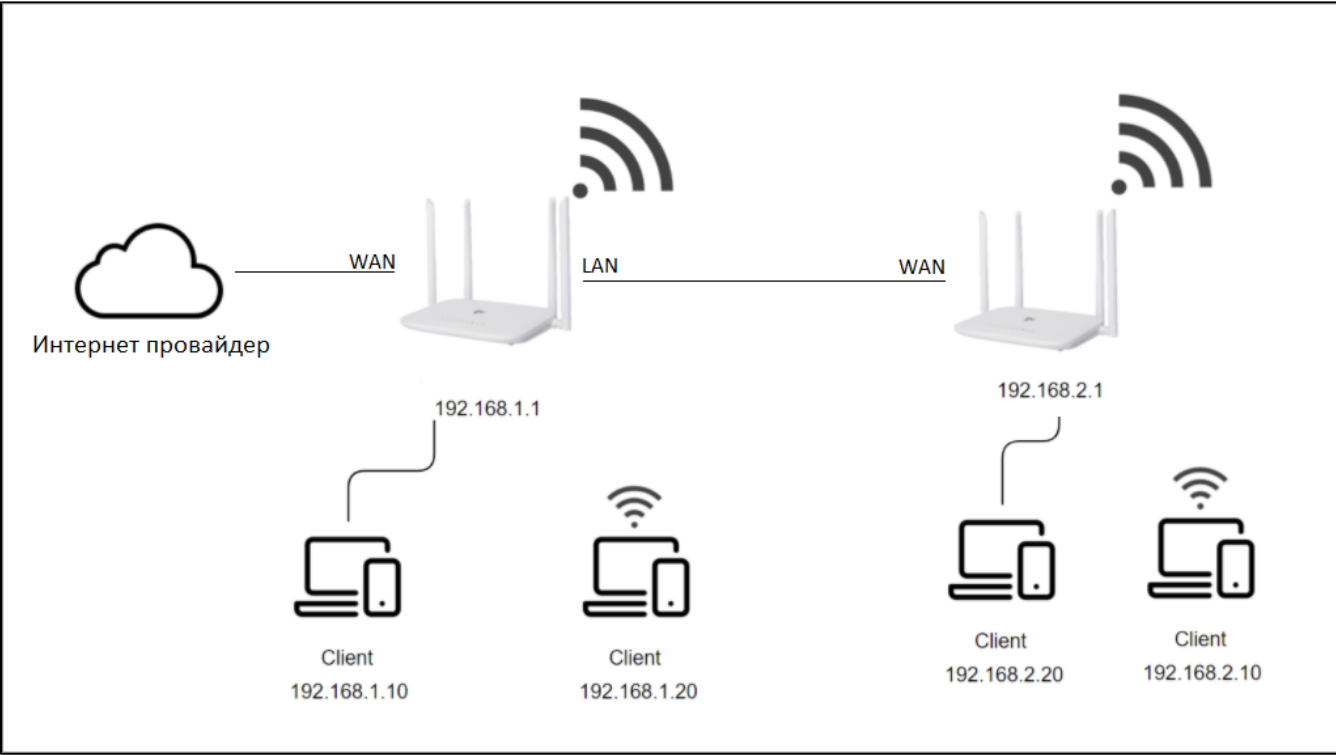 WAN
LAN
WAN
Интернет провайдер
192.168.1.1
192.168.2.1
Client
192.168.1.10
Client
192.168.1.20
Client
192.168.2.20
Client
192.168.2.10